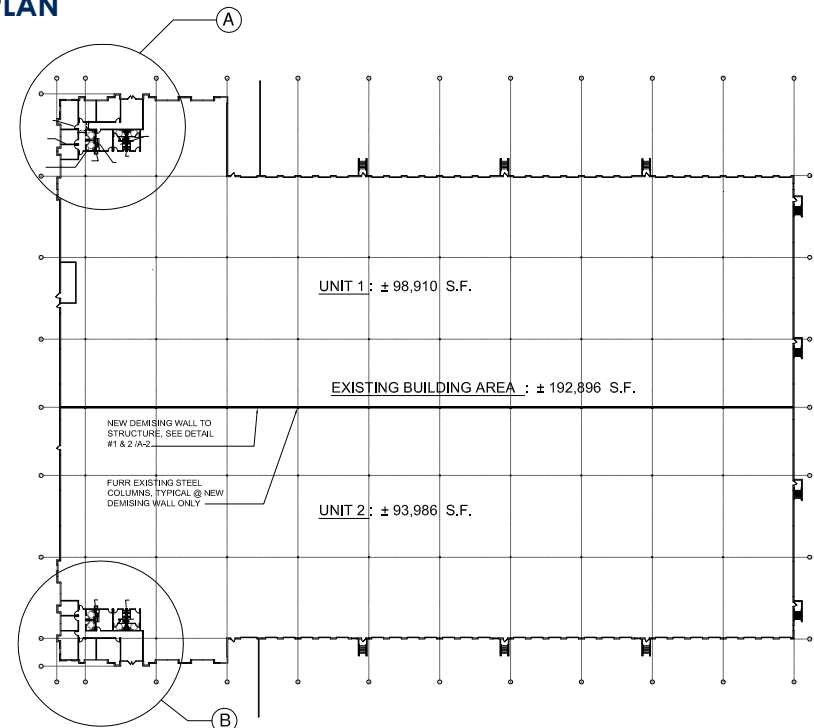 PLAN
A
UNIT 1 : ± 98,910 S.F.
EXISTING BUILDING AREA : ± 192,896 S.F.
NEW DEMISING WALL TO
STRUCTURE, SEE DETAIL
#1 & 2 /A-2
FURR EXISTING STEEL
COLUMNS, TYPICAL @ NEW
DEMISING WALL ONLY
UNIT 2 : ± 93,986 S.F.
B